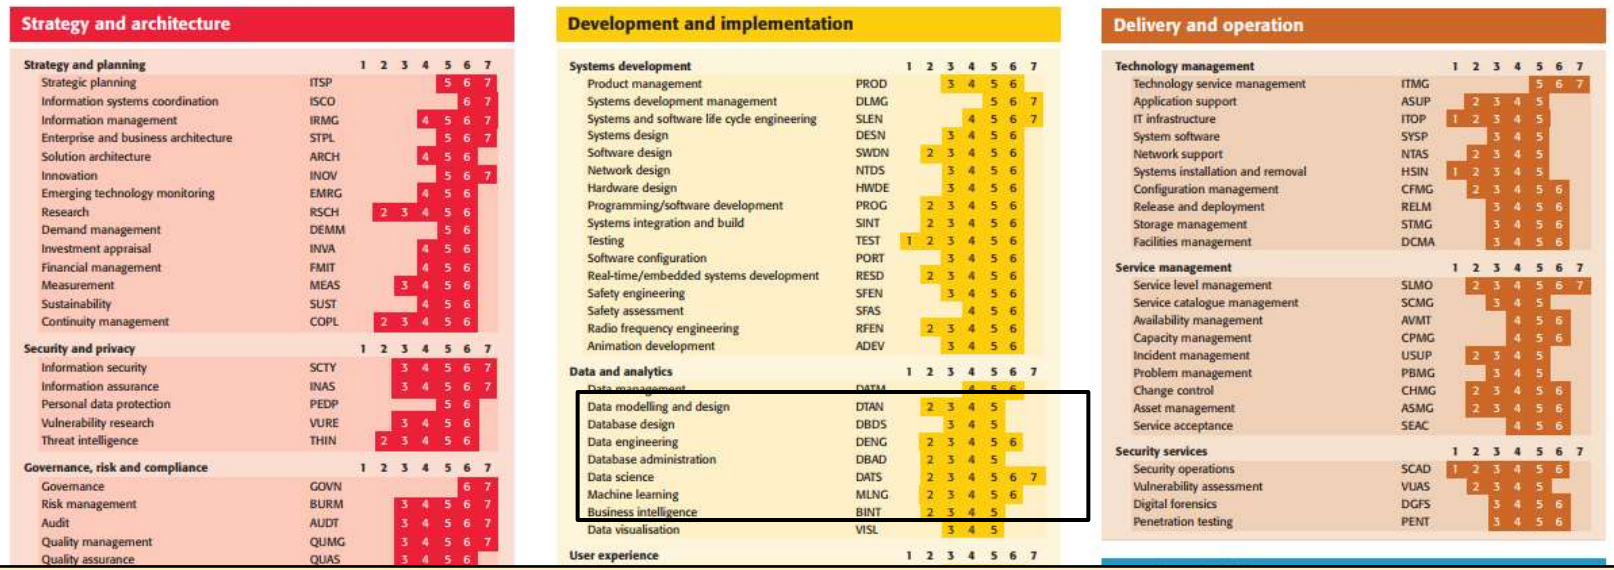 Strategy and architecture
Strategy and planning 1 2 3 4 5 6 7
Strategic planning ITSP 5 6 7
Information systems coordination ISCO 6 7
Information management IRMG 4 5 6 7
Enterprise and business architecture STPL 5 6 7
Solution architecture ARCH 4 5 6
Innovation INOV 5 6 7
Emerging technology monitoring EMRG 4 5 6
Research RSCH 2 3 4 5 6
Demand management DEMM 5 6
Investment appraisal INVA 4 5 6
Financial management FMIT 4 5 6
Measurement MEAS 3 4 5 6
Sustainability SUST 4 5 6
Continuity management COPL 2 3 4 5 6
Security and privacy 1 2 3 4 5 6 7
Information security SCTY 3 4 5 6 7
Information assurance INAS 3 4 5 6 7
Personal data protection PEDP 5 6
Vulnerability research VURE 3 4 5 6
Threat intelligence THIN 2 3 4 5 6
Governance, risk and compliance 1 2 3 4 5 6 7
Governance GOVN 6 7
Risk management BURM 3 4 5 6 7
Audit AUDT 3 4 5 6 7
Quality management QUMG 3 4 5 6 7
Quality assurance QUAS 3 4 5 6
Development and implementation
Systems development 1 2 3 4 5 6 7
Product management PROD 3 4 5 6
Systems development management DLMG 5 6 7
Systems and software life cycle engineering SLEN 4 5 6 7
Systems design DESN 3 4 5 6
Software design SWDN 2 3 4 5 6
Network design NTDS 3 4 5 6
Hardware design HWDE 3 4 5 6
Programming/software development PROG 2 3 4 5 6
Systems integration and build SINT 2 3 4 5 6
Testing TEST 1 2 3 4 5 6
Software configuration PORT 3 4 5 6
Real-time/embedded systems development RESD 2 3 4 5 6
Safety engineering SFEN 3 4 5 6
Safety assessment SFAS 4 5 6
Radio frequency engineering RFEN 2 3 4 5 6
Animation development ADEV 3 4 5 6
Data and analytics 1 2 3 4 5 6 7
Data management DATM 4 5 6
Data modelling and design DTAN 2 3 4 5
Database design DBDS 3 4 5
Data engineering DENG 2 3 4 5 6
Database administration DBAD 2 3 4 5
Data science DATS 2 3 4 5 6 7
Machine learning MLNG 2 3 4 5 6
Business intelligence BINT 2 3 4 5
Data visualisation VISL 3 4 5
User experience 1 2 3 4 5 6 7
Delivery and operation
Technology management 1 2 3 4 5 6 7
Technology service management ITMG 5 6 7
Application support ASUP 2 3 4 5
IT infrastructure ITOP 1 2 3 4 5
System software SYSP 3 4 5
Network support NTAS 2 3 4 5
Systems installation and removal HSIN 1 2 3 4 5
Configuration management CFMG 2 3 4 5 6
Release and deployment RELM 3 4 5 6
Storage management STMG 3 4 5 6
Facilities management DCMA 3 4 5 6
Service management 1 2 3 4 5 6 7
Service level management SLMO 2 3 4 5 6 7
Service catalogue management SCMG 3 4 5
Availability management AVMT 4 5 6
Capacity management CPMG 4 5 6
Incident management USUP 2 3 4 5
Problem management PBMG 3 4 5
Change control CHMG 2 3 4 5 6
Asset management ASMG 2 3 4 5 6
Service acceptance SEAC 4 5 6
Security services 1 2 3 4 5 6 7
Security operations SCAD 1 2 3 4 5 6
Vulnerability assessment VUAS 2 3 4 5
Digital forensics DGFS 3 4 5 6
Penetration testing PENT 3 4 5 6